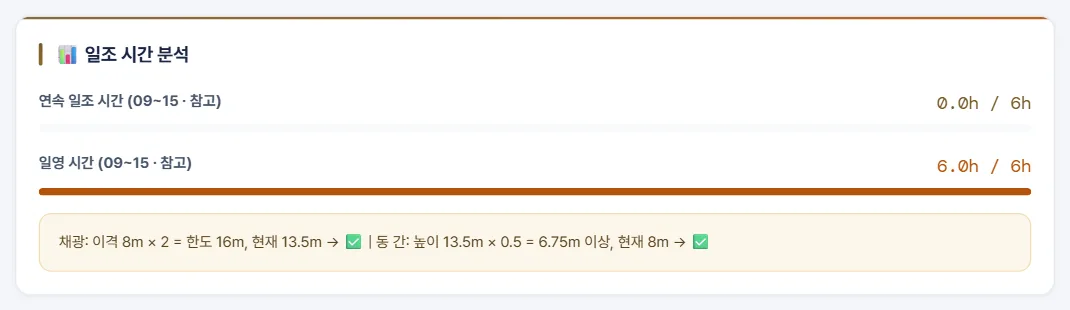 📊 일조 시간 분석
연속 일조 시간 (09~15 · 참고)
0.0h / 6h
일영 시간 (09~15 · 참고)
6.0h / 6h
채광: 이격 8m × 2 = 한도 16m, 현재 13.5m → ✅ | 동 간: 높이 13.5m × 0.5 = 6.75m 이상, 현재 8m → ✅